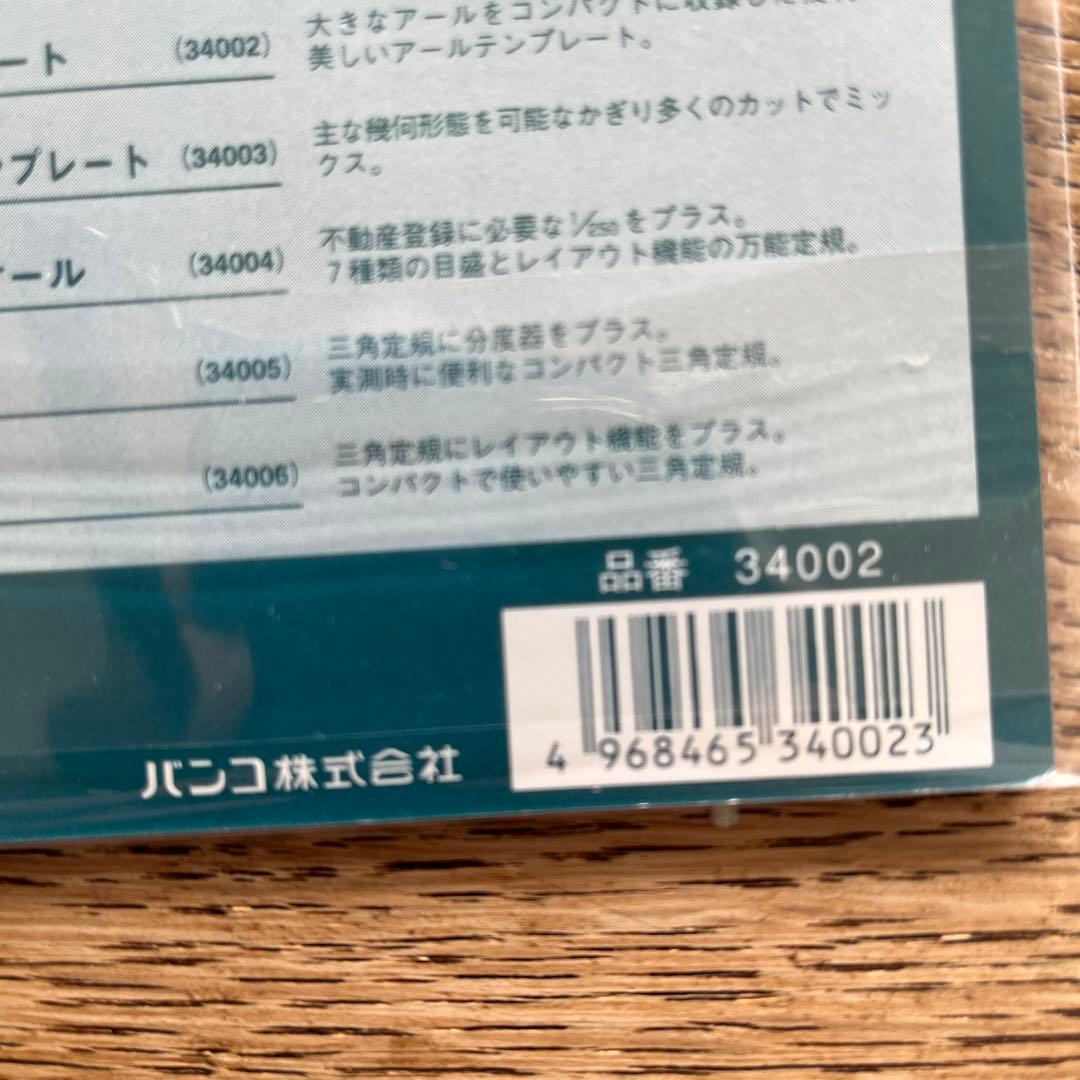 ート (34002)
大きなアールをコンパクトに収録した
美しいアールテンプレート。
プレート (34003)
主な幾何形態を可能なかぎり多くのカットでミッ
クス。
ール (34004)
不動産登録に必要な1/250をプラス。
7種類の目盛とレイアウト機能の万能定規。
(34005)
三角定規に分度器をプラス。
実測時に便利なコンパクト三角定規。
(34006)
三角定規にレイアウト機能をプラス。
コンパクトで使いやすい三角定規。
品番 34002
4 968465 340023
バンコ株式会社